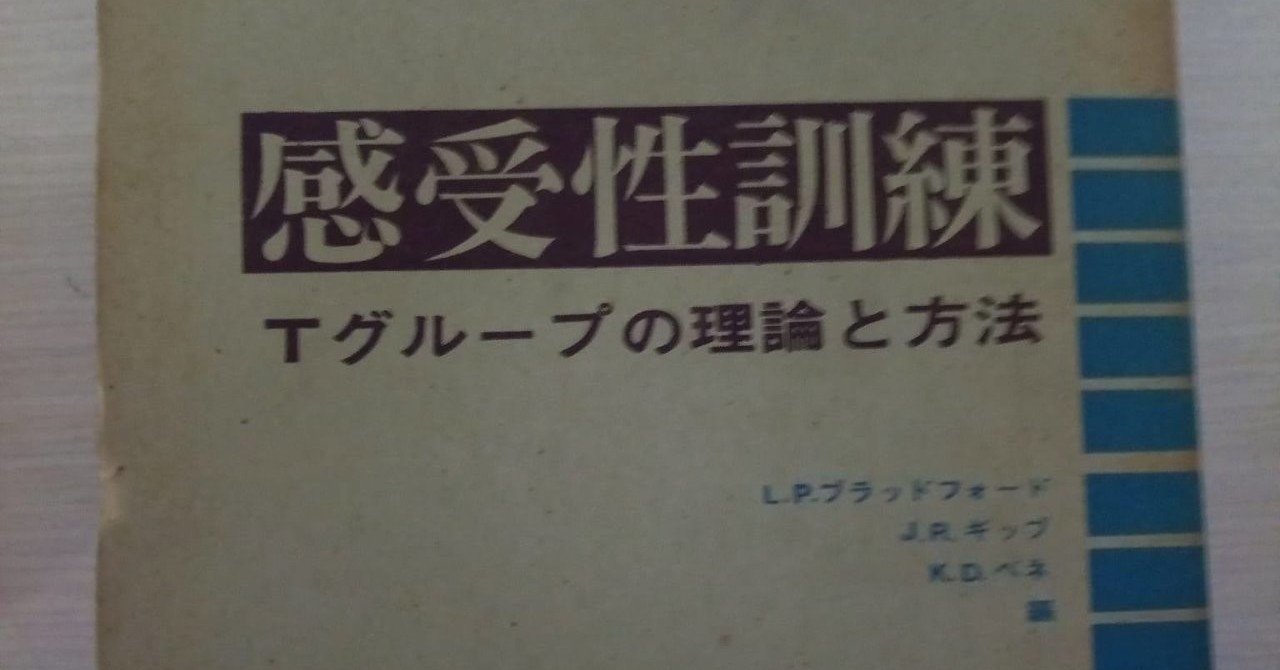 感受性訓練
Tグループの理論と方法
L.P.ブラッドフォード
J.R.ギップ
K.D.ベネ
編